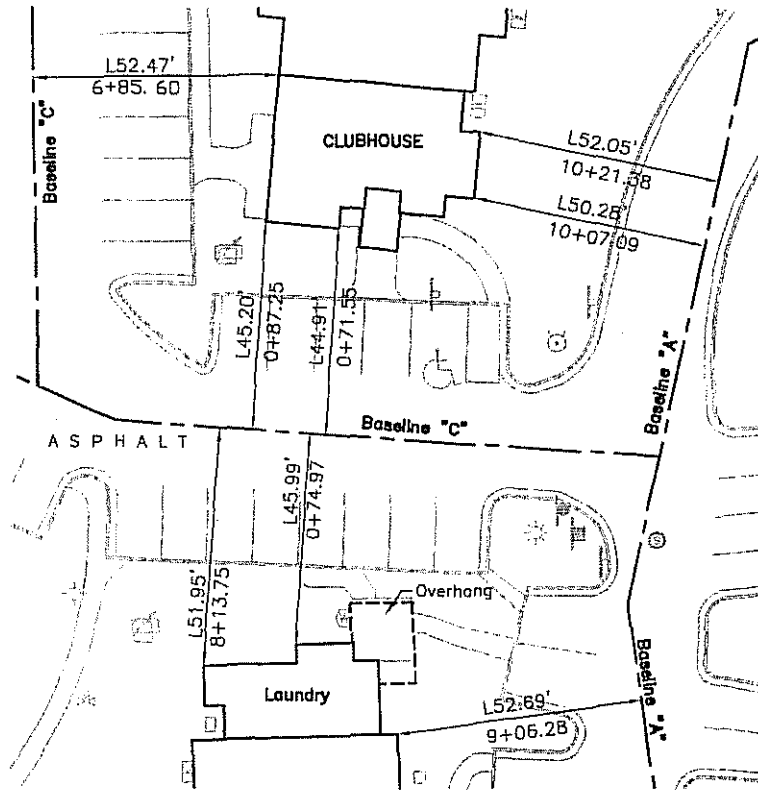 L52.47'
6+85.60
Baseline "C"
CLUBHOUSE
L52.05'
10+21.38
L50.28'
10+07.09
L45.20'
0+87.25
L44.91'
0+71.55
Baseline "A"
Baseline "C"
ASPHALT
L45.99'
0+74.97
L51.95'
8+13.75
Overhang
Laundry
L52.69'
9+06.28
Baseline "A"